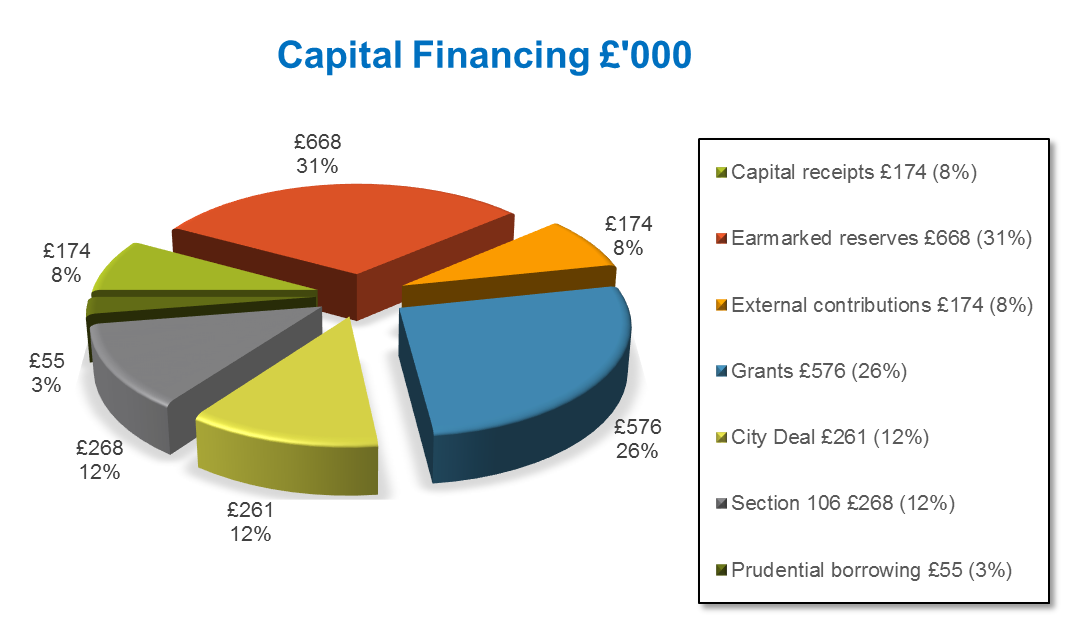 Capital Financing £'000
£668
31%
£174
8%
£174
8%
£55
3%
£268
12%
£261
12%
£576
26%
Capital receipts £174 (8%)
Earmarked reserves £668 (31%)
External contributions £174 (8%)
Grants £576 (26%)
City Deal £261 (12%)
Section 106 £268 (12%)
Prudential borrowing £55 (3%)